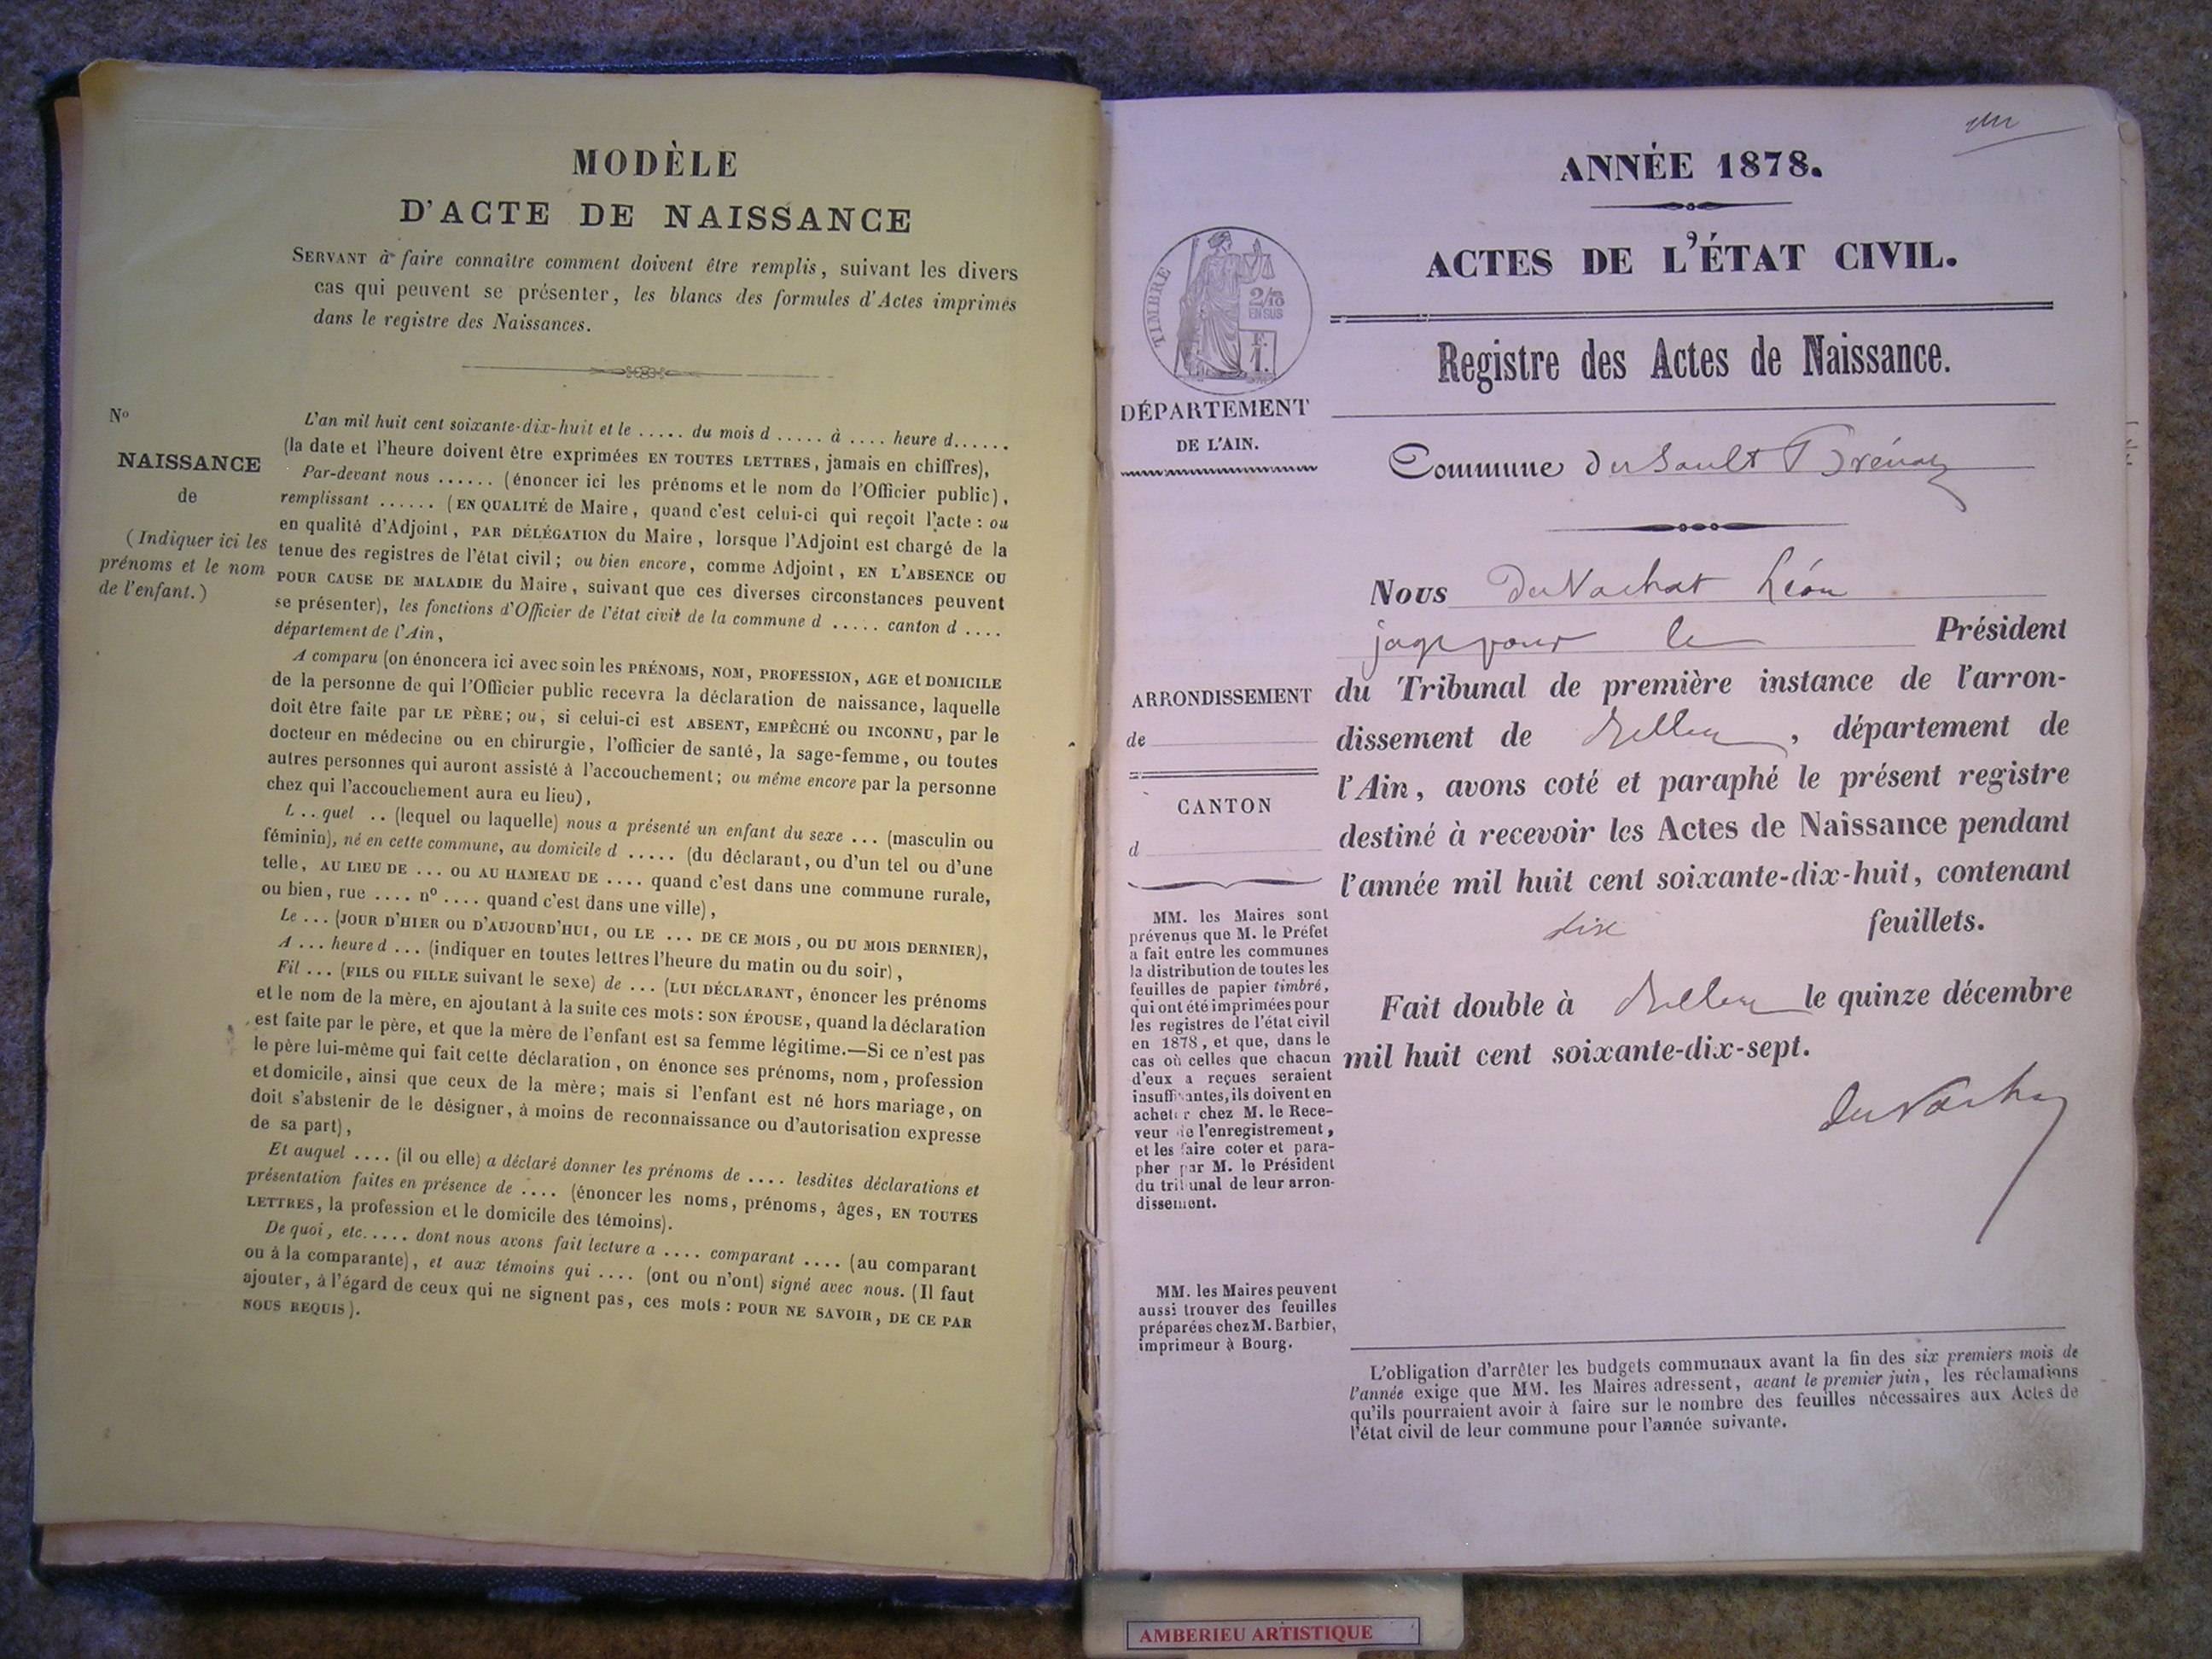 MODÈLE
D'ACTE DE NAISSANCE
SERVANT à faire connaître comment doivent être remplis, suivant les divers
cas qui peuvent se présenter, les blancs des formules d'Actes imprimés
dans le registre des Naissances.
No
NAISSANCE
de
(Indiquer ici les
prénoms et le nom
de l'enfant.)
L'an mil huit cent soixante-dix-huit et le ..... du mois d ..... à .... heure d......
(la date et l'heure doivent être exprimées EN TOUTES LETTRES, jamais en chiffres),
Par-devant nous ...... (énoncer ici les prénoms et le nom de l'Officier public),
remplissant ...... (EN QUALITÉ de Maire, quand c'est celui-ci qui reçoit l'acte : ou
en qualité d'Adjoint, PAR DÉLÉGATION du Maire, lorsque l'Adjoint est chargé de la
tenue des registres de l'état civil; ou bien encore, comme Adjoint, EN L'ABSENCE OU
POUR CAUSE DE MALADIE du Maire, suivant que ces diverses circonstances peuvent
se présenter), les fonctions d'Officier de l'état civil de la commune d ..... canton d ....
département de l'Ain,
A comparu (on énoncera ici avec soin les PRÉNOMS, NOM, PROFESSION, AGE et DOMICILE
de la personne de qui l'Officier public recevra la déclaration de naissance, laquelle
doit être faite par LE PÈRE; ou, si celui-ci est ABSENT, EMPÊCHÉ OU INCONNU, par le
docteur en médecine ou en chirurgie, l'officier de santé, la sage-femme, ou toutes
autres personnes qui auront assisté à l'accouchement; ou même encore par la personne
chez qui l'accouchement aura eu lieu),
L .. quel .. (lequel ou laquelle) nous a présenté un enfant du sexe ... (masculin ou
féminin), né en cette commune, au domicile d ..... (du déclarant, ou d'un tel ou d'une
telle, AU LIEU DE ... ou AU HAMEAU DE .... quand c'est dans une commune rurale,
ou bien, rue .... no .... quand c'est dans une ville),
Le ... (JOUR D'HIER OU D'AUJOURD'HUI, OU LE ... DE CE MOIS, OU DU MOIS DERNIER),
A ... heure d ... (indiquer en toutes lettres l'heure du matin ou du soir),
Fil ... (FILS OU FILLE suivant le sexe) de ... (LUI DÉCLARANT, énoncer les prénoms
et le nom de la mère, en ajoutant à la suite ces mots : SON ÉPOUSE, quand la déclaration
est faite par le père, et que la mère de l'enfant est sa femme légitime.—Si ce n'est pas
le père lui-même qui fait cette déclaration, on énonce ses prénoms, nom, profession
et domicile, ainsi que ceux de la mère; mais si l'enfant est né hors mariage, on
doit s'abstenir de le désigner, à moins de reconnaissance ou d'autorisation expresse
de sa part),
Et auquel .... (il ou elle) a déclaré donner les prénoms de .... lesdites déclarations et
présentation faites en présence de .... (énoncer les noms, prénoms, âges, EN TOUTES
LETTRES, la profession et le domicile des témoins).
De quoi, etc..... dont nous avons fait lecture a .... comparant .... (au comparant
ou à la comparante), et aux témoins qui .... (ont ou n'ont) signé avec nous. (Il faut
ajouter, à l'égard de ceux qui ne signent pas, ces mots : POUR NE SAVOIR, DE CE PAR
NOUS REQUIS).
ANNÉE 1878.
ACTES DE L'ÉTAT CIVIL.
Registre des Actes de Naissance.
TIMBRE
2/10
EN SUS
F.
1.
DÉPARTEMENT
DE L'AIN.
Commune de Sault Brénaz
Nous DuVachat Léon
juge pour le Président
du Tribunal de première instance de l'arron-
dissement de Belley, département de
l'Ain, avons coté et paraphé le présent registre
destiné à recevoir les Actes de Naissance pendant
l'année mil huit cent soixante-dix-huit, contenant
dix feuillets.
Fait double à Belley le quinze décembre
mil huit cent soixante-dix-sept.
DuVachat
ARRONDISSEMENT
de
CANTON
d
MM. les Maires sont
prévenus que M. le Préfet
a fait entre les communes
la distribution de toutes les
feuilles de papier timbré,
qui ont été imprimées pour
les registres de l'état civil
en 1878, et que, dans le
cas où celles que chacun
d'eux a reçues seraient
insuffisantes, ils doivent en
acheter chez M. le Rece-
veur de l'enregistrement,
et les faire coter et para-
pher par M. le Président
du tribunal de leur arron-
dissement.
MM. les Maires peuvent
aussi trouver des feuilles
préparées chez M. Barbier,
imprimeur à Bourg.
L'obligation d'arrêter les budgets communaux avant la fin des six premiers mois de
l'année exige que MM. les Maires adressent, avant le premier juin, les réclamations
qu'ils pourraient avoir à faire sur le nombre des feuilles nécessaires aux Actes de
l'état civil de leur commune pour l'année suivante.
AMBERIEU ARTISTIQUE